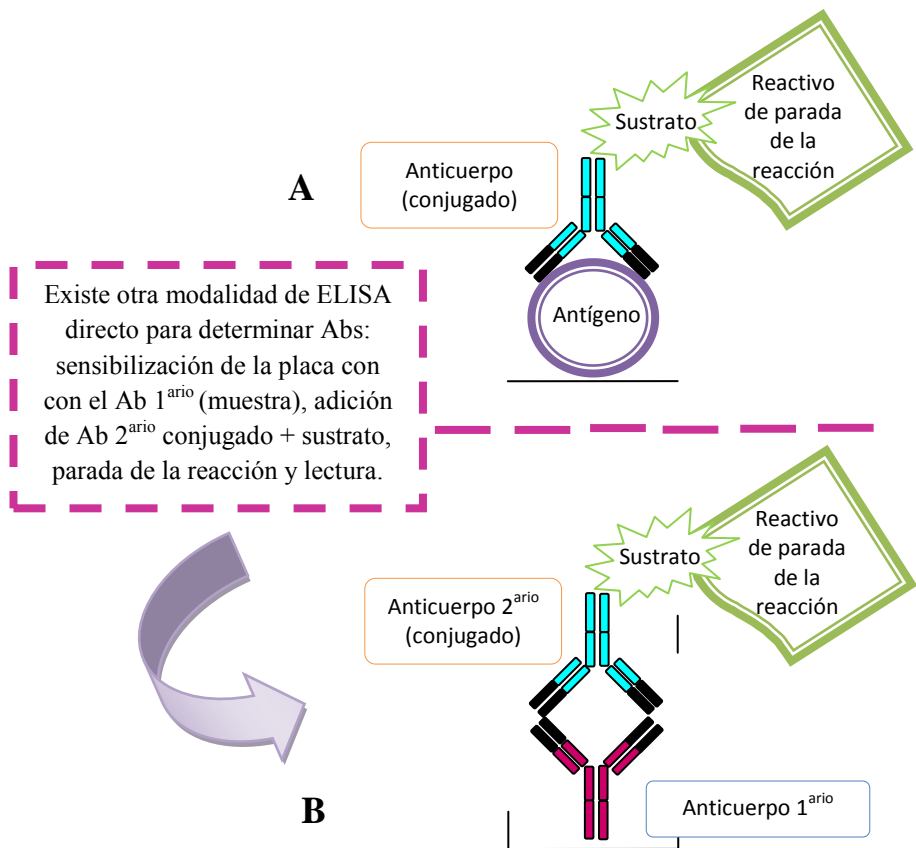 A
Anticuerpo
(conjugado)
Sustrato
Reactivo
de parada
de la
reacción
Antígeno
Existe otra modalidad de ELISA
directo para determinar Abs:
sensibilización de la placa con
con el Ab 1ario (muestra), adición
de Ab 2ario conjugado + sustrato,
parada de la reacción y lectura.
Anticuerpo 2ario
(conjugado)
Sustrato
Reactivo
de parada
de la
reacción
B
Anticuerpo 1ario